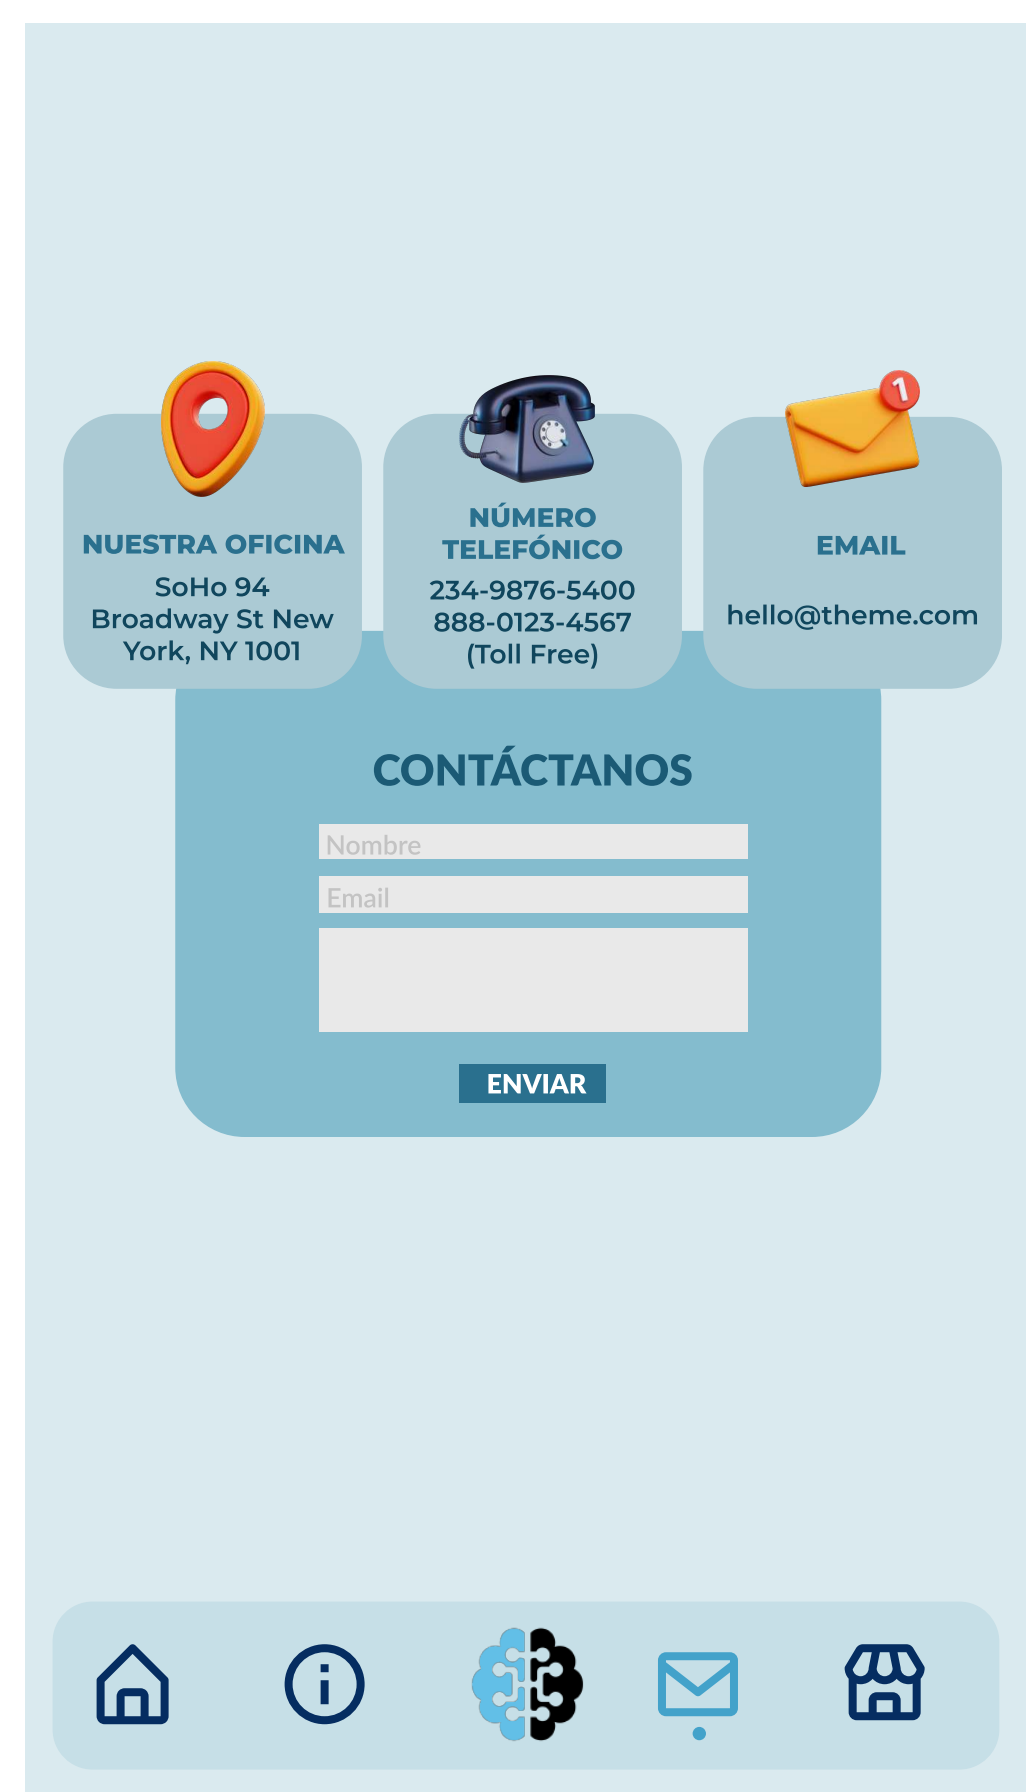 1
NUESTRA OFICINA
SoHo 94
Broadway St New
York, NY 1001
NÚMERO
TELEFÓNICO
234-9876-5400
888-0123-4567
(Toll Free)
EMAIL
hello@theme.com
CONTÁCTANOS
Nombre
Email
ENVIAR